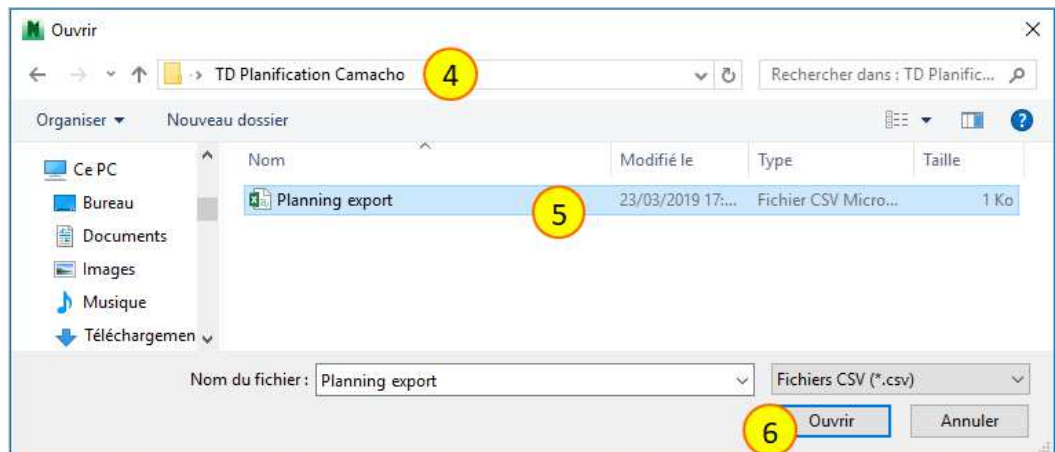 Ouvrir
TD Planification Camacho
4
Rechercher dans : TD Planific...
Organiser
Nouveau dossier
Ce PC
Bureau
Documents
Images
Musique
Téléchargemen
Nom
Modifié le
Type
Taille
Planning export
5
23/03/2019 17:...
Fichier CSV Micro...
1 Ko
Nom du fichier :
Planning export
Fichiers CSV (*.csv)
6
Ouvrir
Annuler